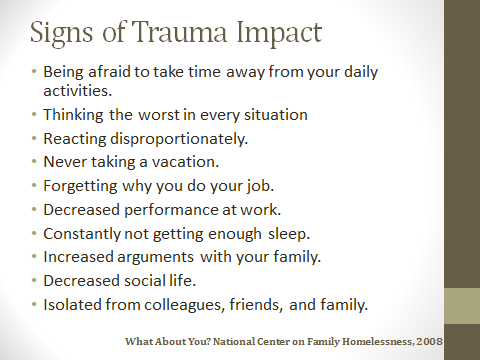 Signs of Trauma Impact
• Being afraid to take time away from your daily
activities.
• Thinking the worst in every situation
• Reacting disproportionately.
• Never taking a vacation.
• Forgetting why you do your job.
• Decreased performance at work.
• Constantly not getting enough sleep.
• Increased arguments with your family.
• Decreased social life.
• Isolated from colleagues, friends, and family.
What About You? National Center on Family Homelessness, 2008